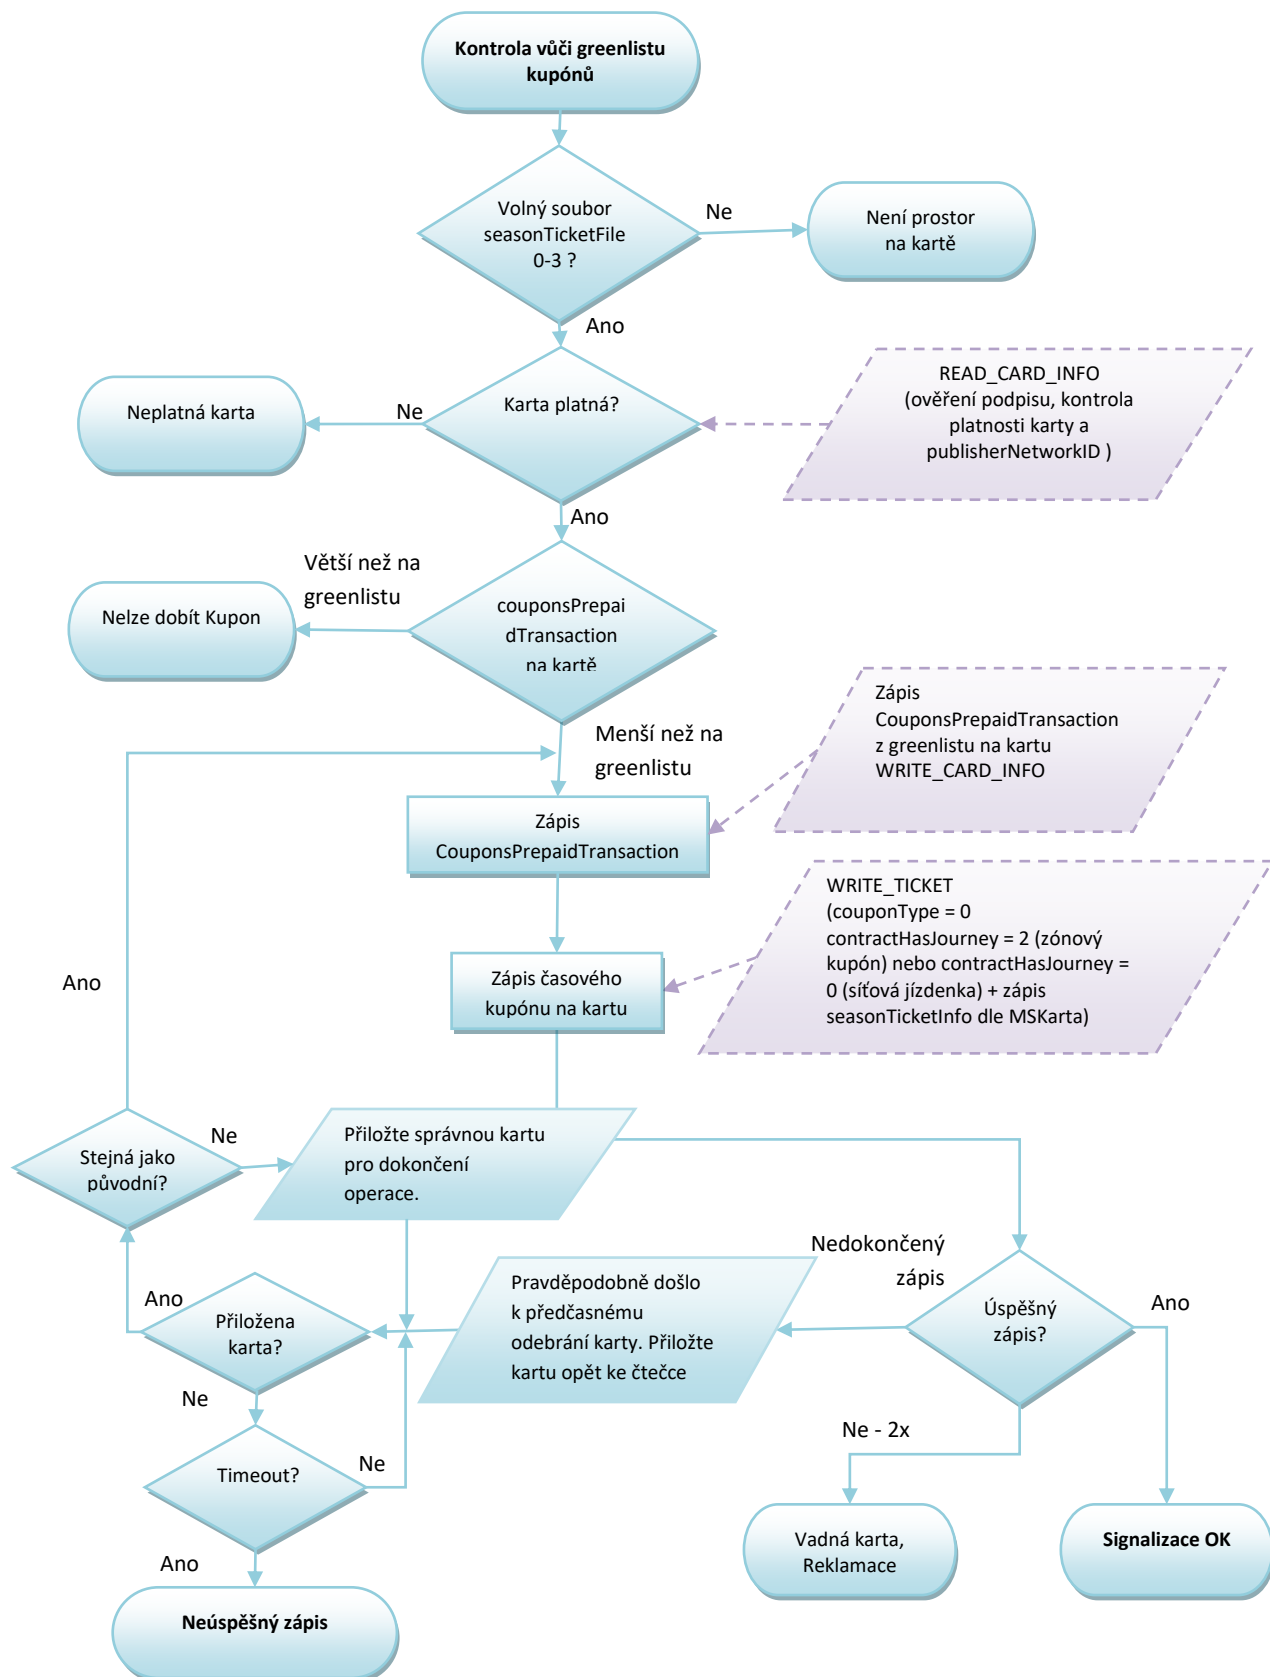 Kontrola vůči greenlistu
kupónů
Volný soubor
seasonTicketFile
0-3 ?
Ne
Není prostor
na kartě
Ano
Karta platná?
Ne
Neplatná karta
READ_CARD_INFO
(ověření podpisu, kontrola
platnosti karty a
publisherNetworkID )
Ano
Větší než na
greenlistu
couponsPrepai
dTransaction
na kartě
Nelze dobít Kupon
Menší než na
greenlistu
Zápis
CouponsPrepaidTransaction
z greenlistu na kartu
WRITE_CARD_INFO
Zápis
CouponsPrepaidTransaction
WRITE_TICKET
(couponType = 0
contractHasJourney = 2 (zónový
kupón) nebo contractHasJourney =
0 (síťová jízdenka) + zápis
seasonTicketInfo dle MSKarta)
Zápis časového
kupónu na kartu
Ano
Stejná jako
původní?
Ne
Přiložte správnou kartu
pro dokončení
operace.
Nedokončený
zápis
Úspěšný
zápis?
Ano
Pravděpodobně došlo
k předčasnému
odebrání karty. Přiložte
kartu opět ke čtečce
Ano
Přiložena
karta?
Ne
Ne - 2x
Timeout?
Ne
Vadná karta,
Reklamace
Signalizace OK
Ano
Neúspěšný zápis